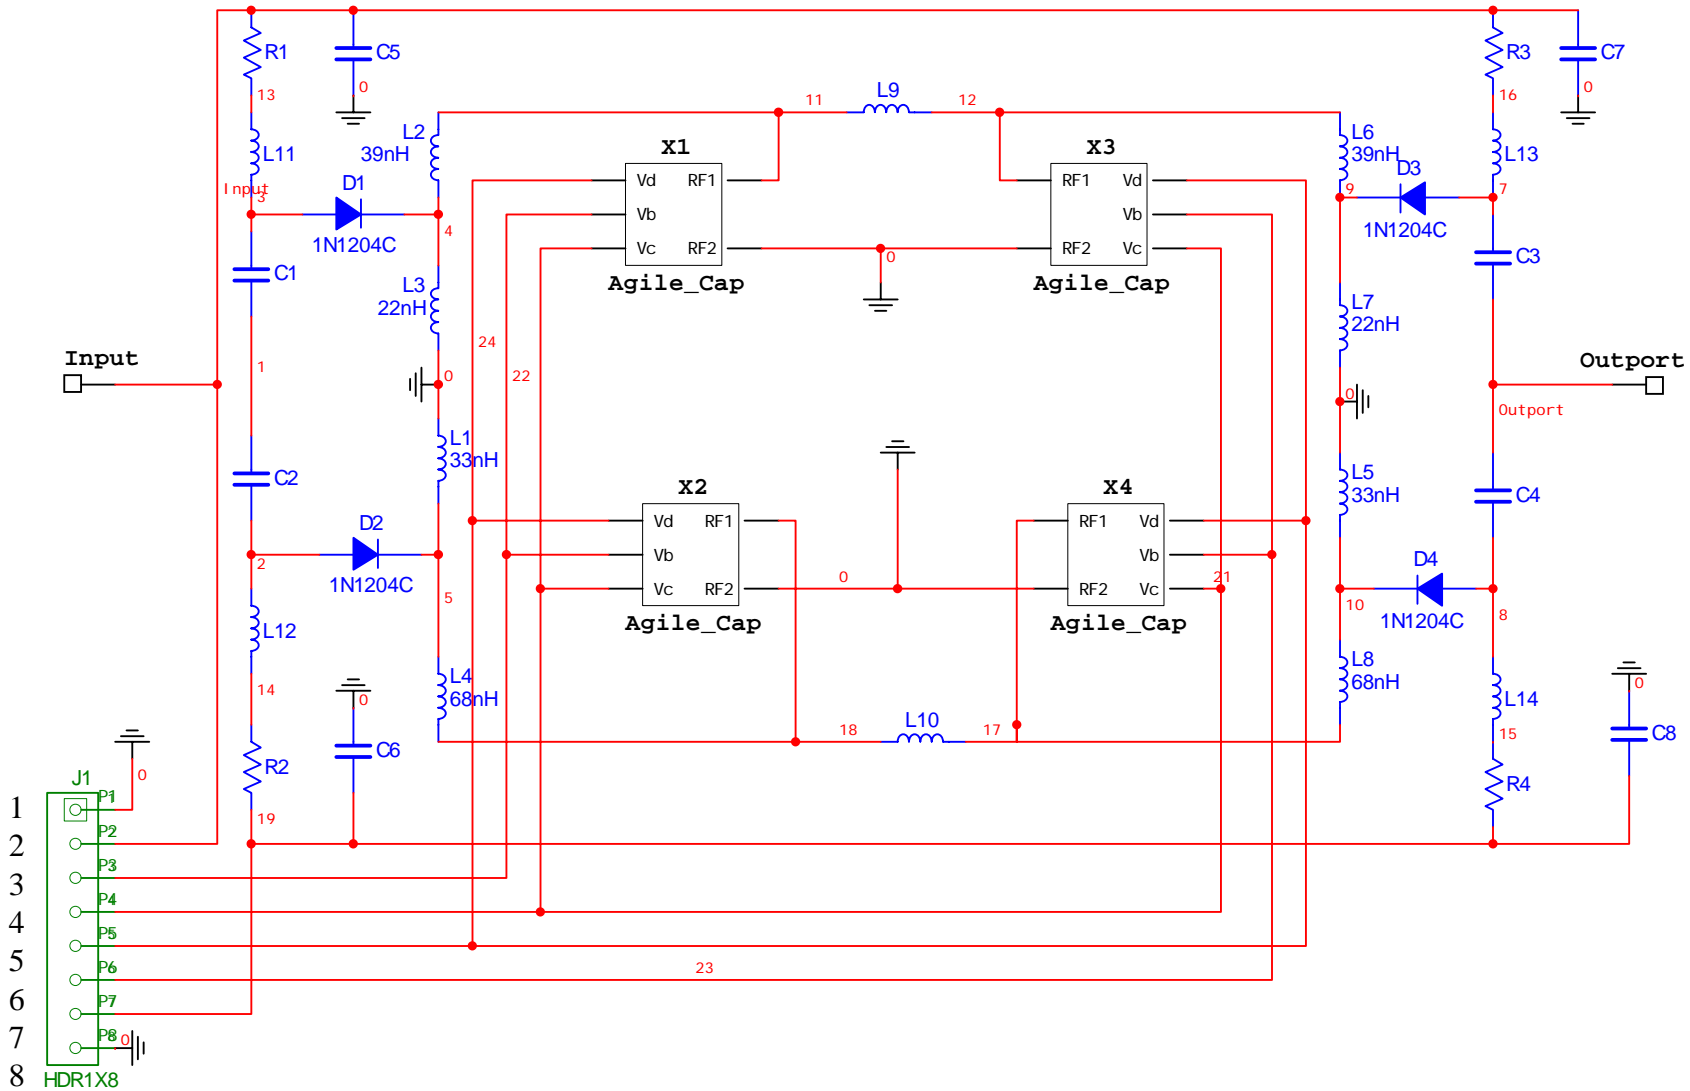 R1
C5
R3
C7
13
0
16
0
11
L9
12
L2
39nH
L11
X1
X3
L6
39nH
L13
Input
3
D1
1N1204C
Vd RF1
Vb
Vc RF2
Agile_Cap
RF1 Vd
Vb
RF2 Vc
Agile_Cap
9
D3
1N1204C
7
4
0
C1
C3
L3
22nH
L7
22nH
24
22
1
0
0
Input
Outport
Outport
L1
33nH
L5
33nH
C2
C4
X2
X4
D2
1N1204C
2
Vd RF1
Vb
Vc RF2
Agile_Cap
0
RF1 Vd
Vb
RF2 Vc
Agile_Cap
21
D4
1N1204C
10
8
5
L12
L4
68nH
L8
68nH
14
0
L14
0
18
L10
17
15
C6
C8
R2
R4
0
19
J1
1 P1
2 P2
3 P3
4 P4
5 P5
6 P6
7 P7
8 P8
23
0
HDR1X8